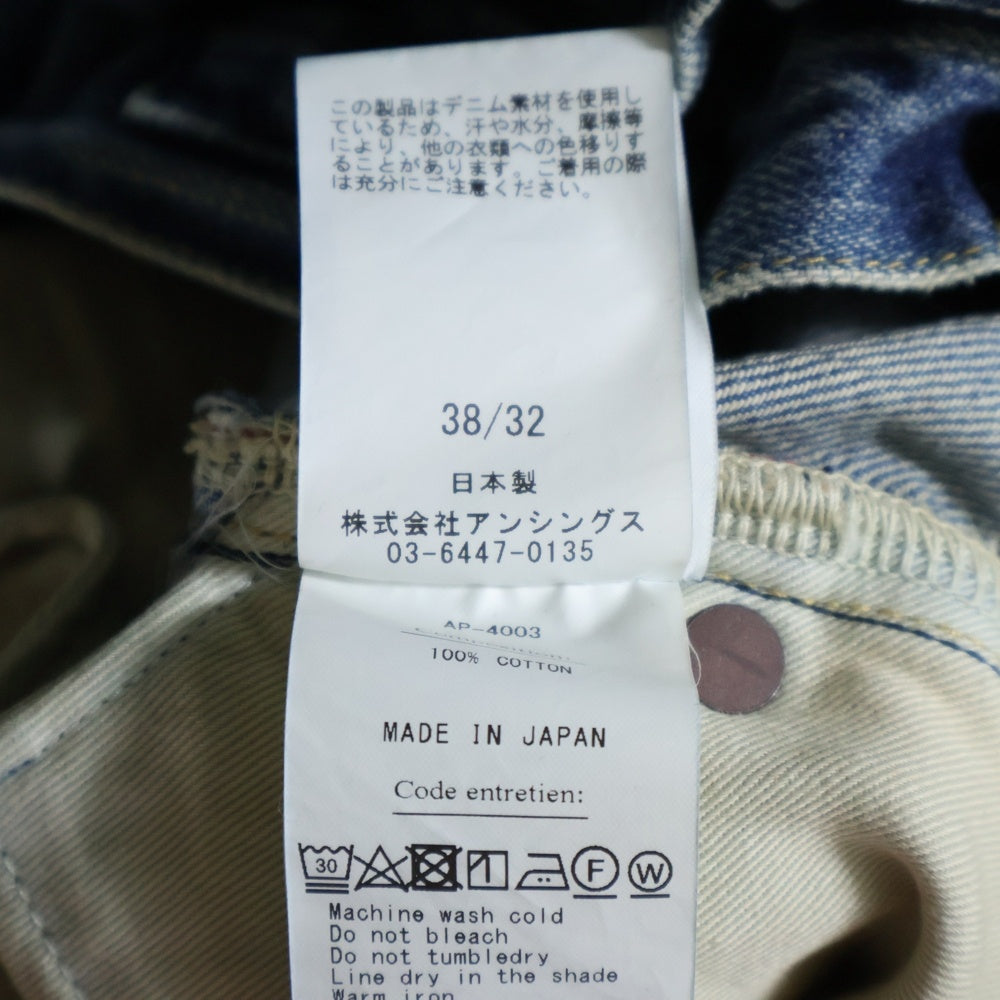 この製品はデニム素材を使用し
ているため、汗や水分、摩擦等
により、他の衣類への色移りす
ることがあります。ご着用の際
は充分にご注意ください。
38/32
日本製
株式会社アンシングス
03-6447-0135
AP-4003
100% COTTON
MADE IN JAPAN
Code entretien:
30
F
W
Machine wash cold
Do not bleach
Do not tumbledry
Line dry in the shade
Warm iron